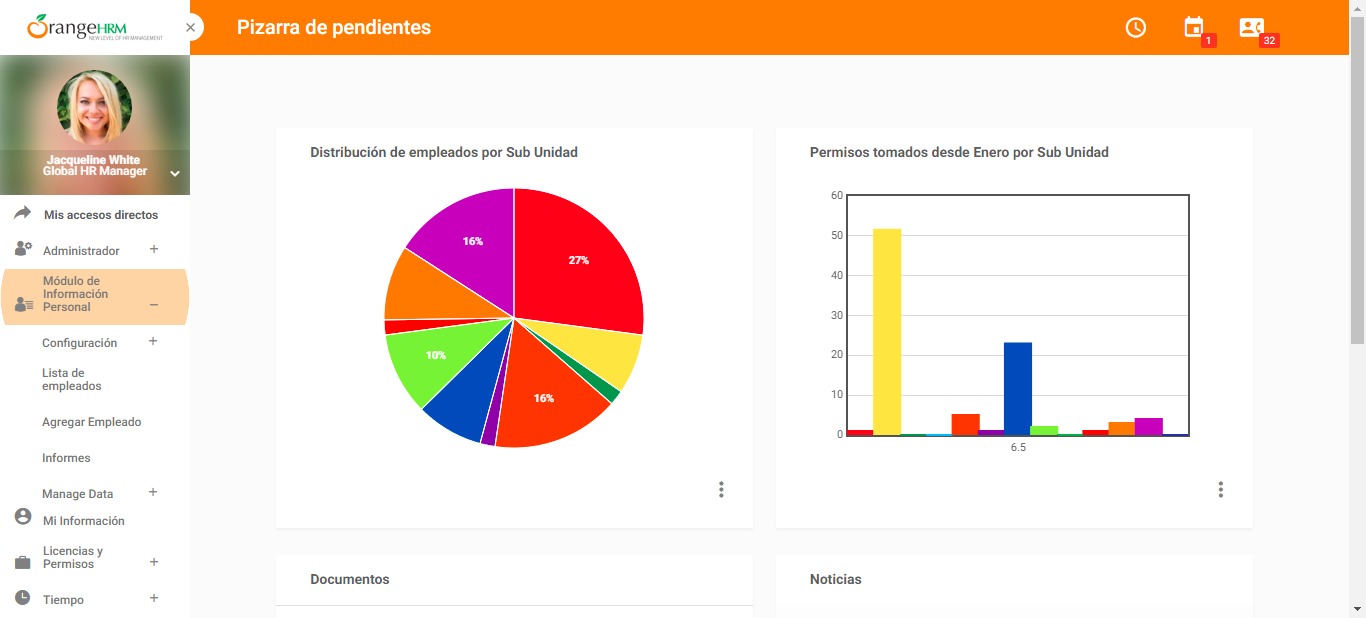 OrangeHRM
NEW LEVEL OF HR MANAGEMENT
Pizarra de pendientes
1
32
Jacqueline White
Global HR Manager
Mis accesos directos
Administrador
+
Módulo de
Información
Personal
–
Configuración
+
Lista de
empleados
Agregar Empleado
Informes
Manage Data
+
Mi Información
Licencias y
Permisos
+
Tiempo
+
Distribución de empleados por Sub Unidad
16%
27%
10%
16%
Permisos tomados desde Enero por Sub Unidad
60
50
40
30
20
10
0
6.5
Documentos
Noticias